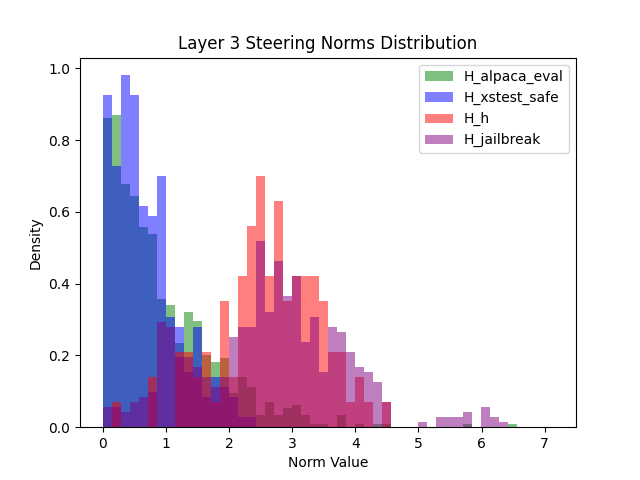 Layer 3 Steering Norms Distribution
H_alpaca_eval
H_xstest_safe
H_h
H_jailbreak
1.0
0.8
0.6
0.4
0.2
0.0
Density
0 1 2 3 4 5 6 7
Norm Value